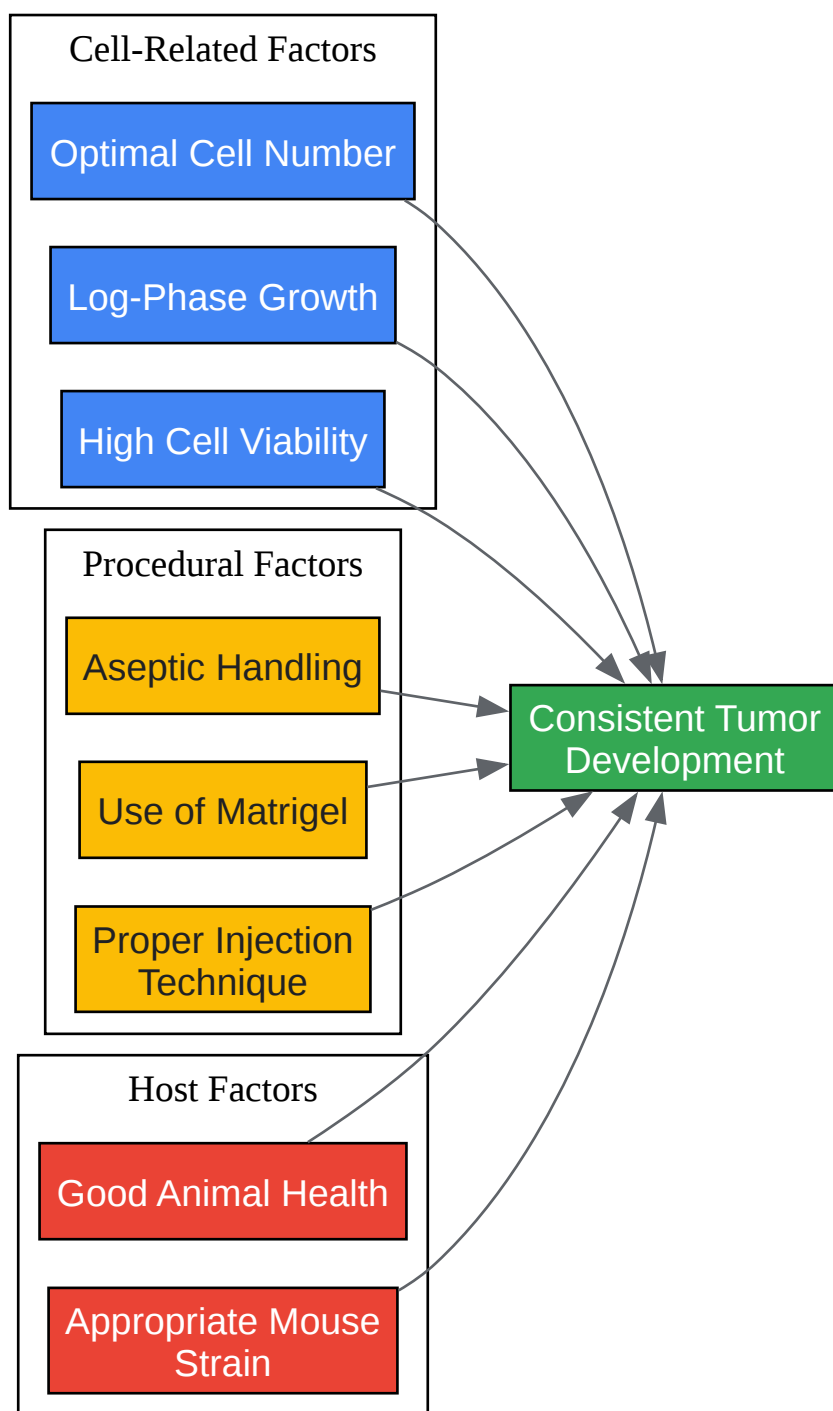 Cell-Related Factors
Optimal Cell Number
Log-Phase Growth
High Cell Viability
Procedural Factors
Aseptic Handling
Use of Matrigel
Proper Injection
Technique
Consistent Tumor
Development
Host Factors
Good Animal Health
Appropriate Mouse
Strain